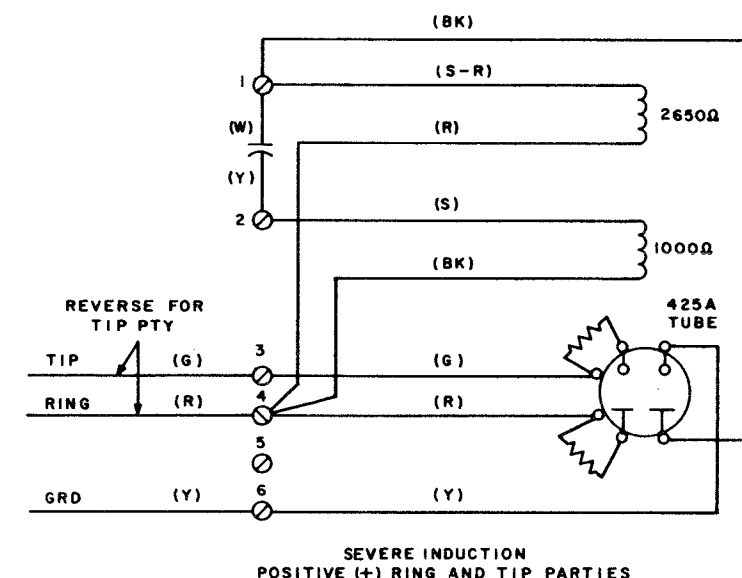 (BK)
1
(S-R)
2650Ω
(W)
(R)
(Y)
2
(S)
1000Ω
(BK)
REVERSE FOR
TIP PTY
425A
TUBE
TIP
(G)
3
(G)
RING
(R)
4
(R)
5
GRD
(Y)
6
(Y)
SEVERE INDUCTION
POSITIVE (+) RING AND TIP PARTIES